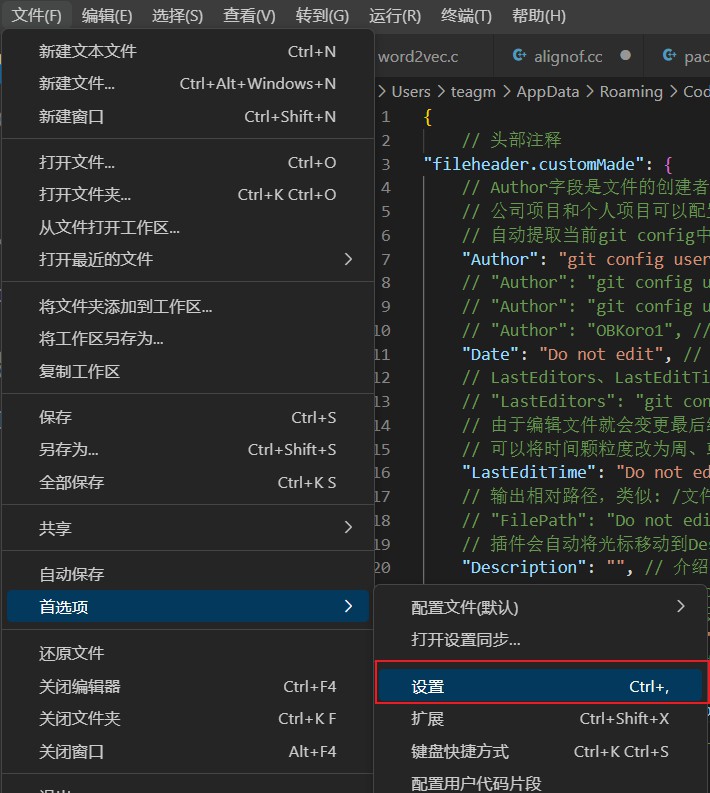 文件(F) 编辑(E) 选择(S) 查看(V) 转到(G) 运行(R) 终端(T) 帮助(H)
新建文本文件 Ctrl+N
新建文件... Ctrl+Alt+Windows+N
新建窗口 Ctrl+Shift+N
打开文件... Ctrl+O
打开文件夹... Ctrl+K Ctrl+O
从文件打开工作区...
打开最近的文件
将文件夹添加到工作区...
将工作区另存为...
复制工作区
保存 Ctrl+S
另存为... Ctrl+Shift+S
全部保存 Ctrl+K S
共享
自动保存
首选项
还原文件
关闭编辑器 Ctrl+F4
关闭文件夹 Ctrl+K F
关闭窗口 Alt+F4
word2vec.c alignof.cc pac
> Users > teagm > AppData > Roaming > Cod
1 {
2 // 头部注释
3 "fileheader.customMade": {
4 // Author字段是文件的创建者
5 // 公司项目和个人项目可以配
6 // 自动提取当前git config中
7 "Author": "git config user
8 // "Author": "git config u
9 // "Author": "git config u
10 // "Author": "OBKoro1", //
11 "Date": "Do not edit", //
12 // LastEditors、LastEditTi
13 // "LastEditors": "git con
14 // 由于编辑文件就会变更最后
15 // 可以将时间颗粒度改为周、
16 "LastEditTime": "Do not ed
17 // 输出相对路径，类似: /文件
18 // "FilePath": "Do not edi
19 // 插件会自动将光标移动到Des
20 "Description": "", // 介绍
配置文件(默认)
打开设置同步...
设置 Ctrl+,
扩展 Ctrl+Shift+X
键盘快捷方式 Ctrl+K Ctrl+S
配置用户代码片段